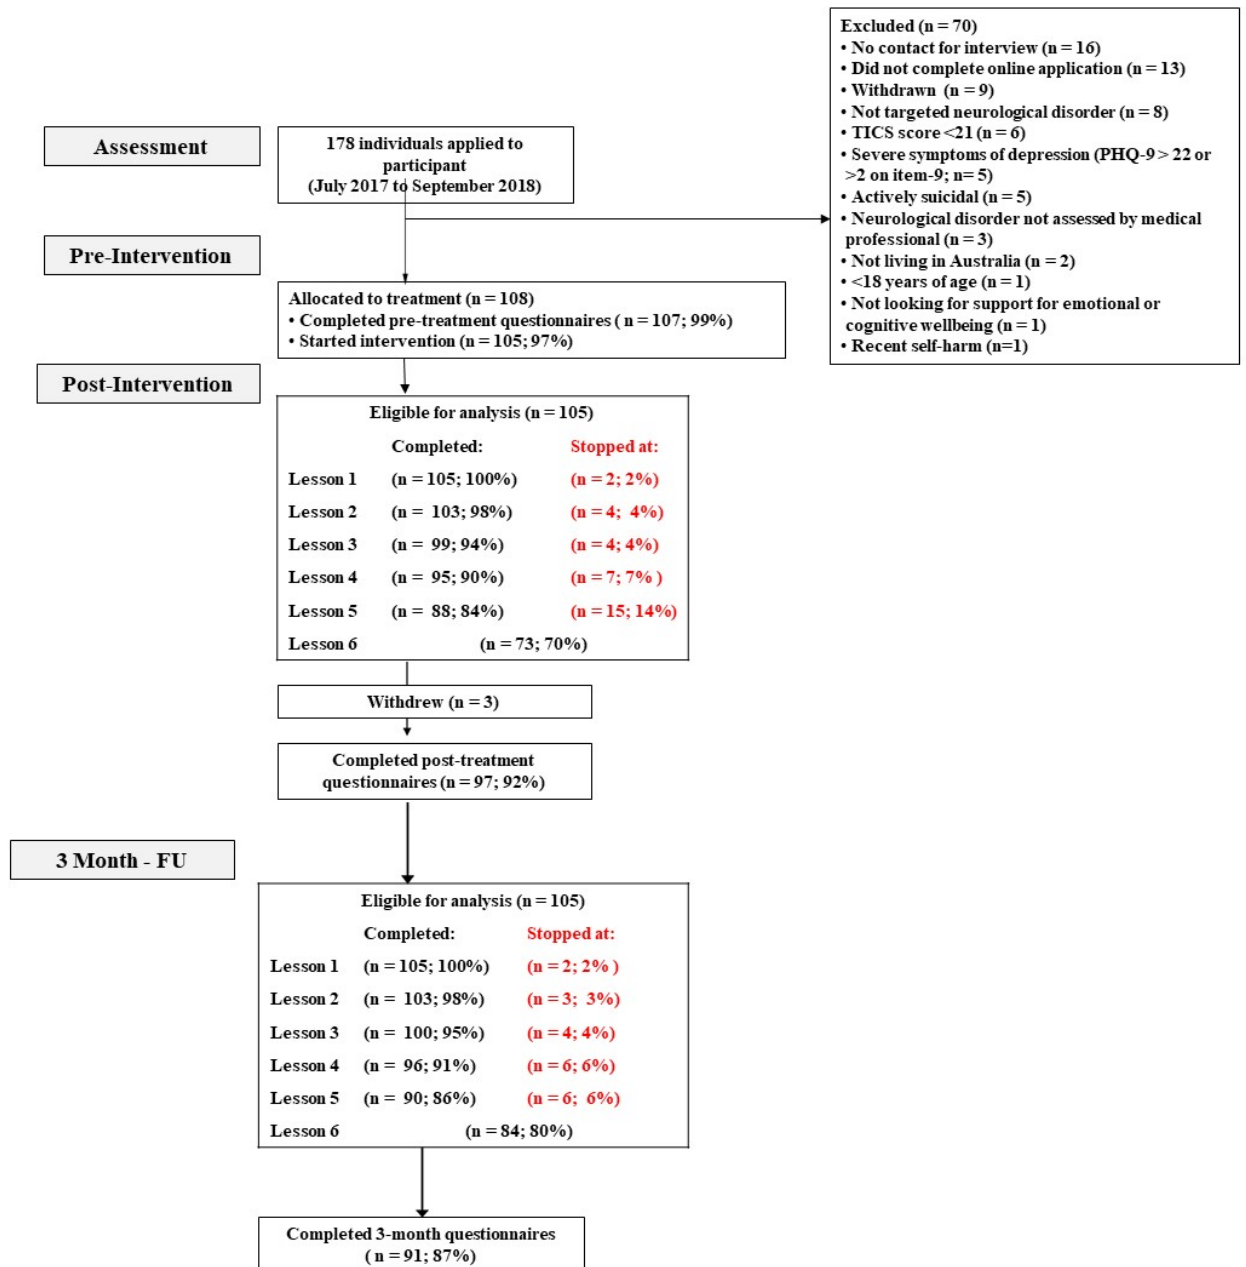 Excluded (n = 70)
• No contact for interview (n = 16)
• Did not complete online application (n = 13)
• Withdrawn (n = 9)
• Not targeted neurological disorder (n = 8)
• TICS score <21 (n = 6)
• Severe symptoms of depression (PHQ-9 > 22 or
>2 on item-9; n= 5)
• Actively suicidal (n = 5)
• Neurological disorder not assessed by medical
professional (n = 3)
• Not living in Australia (n = 2)
• <18 years of age (n = 1)
• Not looking for support for emotional or
cognitive wellbeing (n = 1)
• Recent self-harm (n=1)
Assessment
178 individuals applied to
participant
(July 2017 to September 2018)
Pre-Intervention
Allocated to treatment (n = 108)
• Completed pre-treatment questionnaires ( n = 107; 99%)
• Started intervention (n = 105; 97%)
Post-Intervention
Eligible for analysis (n = 105)
Completed: Stopped at:
Lesson 1 (n = 105; 100%) (n = 2; 2%)
Lesson 2 (n = 103; 98%) (n = 4; 4%)
Lesson 3 (n = 99; 94%) (n = 4; 4%)
Lesson 4 (n = 95; 90%) (n = 7; 7% )
Lesson 5 (n = 88; 84%) (n = 15; 14%)
Lesson 6 (n = 73; 70%)
Withdrew (n = 3)
Completed post-treatment
questionnaires (n = 97; 92%)
3 Month - FU
Eligible for analysis (n = 105)
Completed: Stopped at:
Lesson 1 (n = 105; 100%) (n = 2; 2% )
Lesson 2 (n = 103; 98%) (n = 3; 3%)
Lesson 3 (n = 100; 95%) (n = 4; 4%)
Lesson 4 (n = 96; 91%) (n = 6; 6%)
Lesson 5 (n = 90; 86%) (n = 6; 6%)
Lesson 6 (n = 84; 80%)
Completed 3-month questionnaires
( n = 91; 87%)